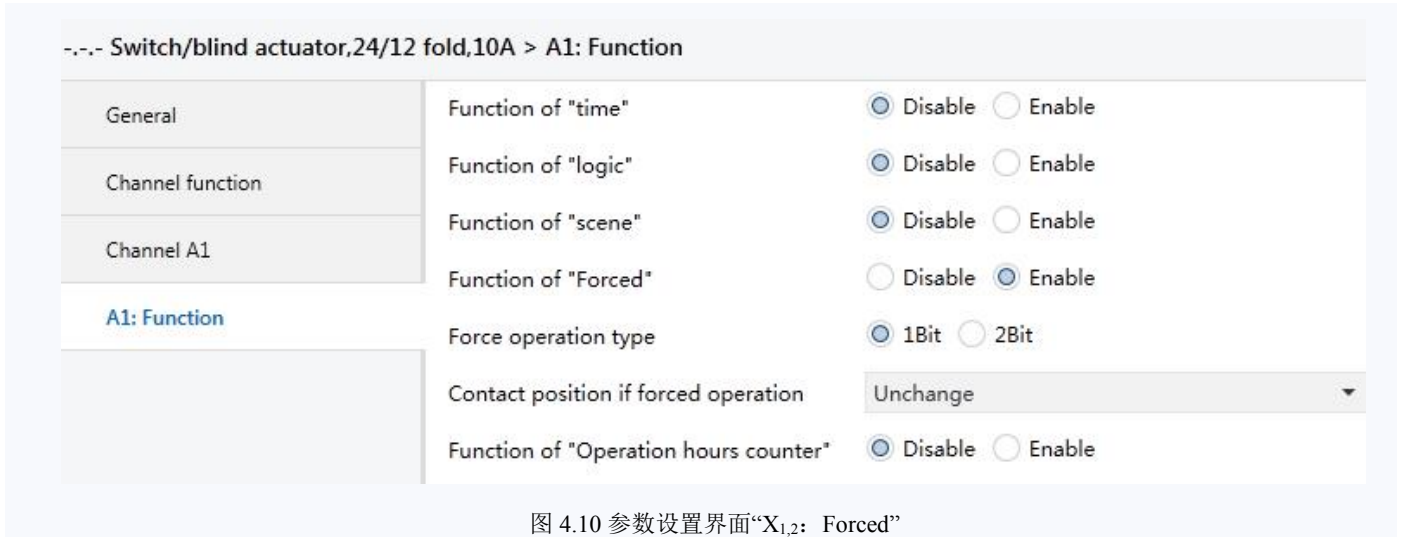 -.-.- Switch/blind actuator,24/12 fold,10A > A1: Function
General
Channel function
Channel A1
A1: Function
Function of "time" Disable Enable
Function of "logic" Disable Enable
Function of "scene" Disable Enable
Function of "Forced" Disable Enable
Force operation type 1Bit 2Bit
Contact position if forced operation Unchange
Function of "Operation hours counter" Disable Enable
图 4.10 参数设置界面“X1,2：Forced”